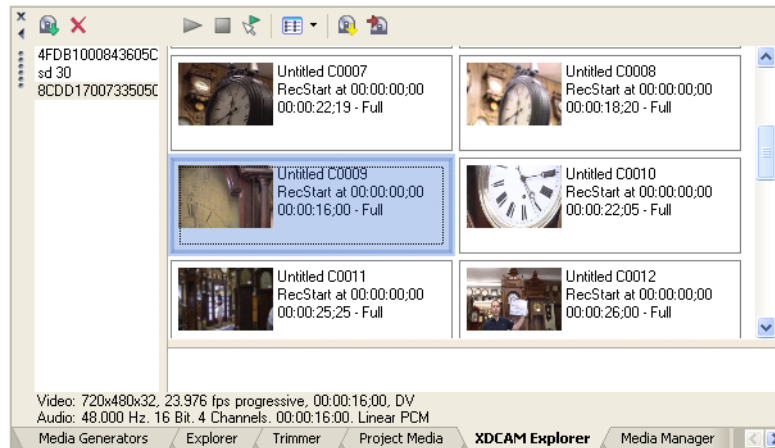 4FDB1000843605C
sd 30
8CDD17007335050
Untitled C0007
RecStart at 00:00:00;00
00:00:22;19 - Full
Untitled C0008
RecStart at 00:00:00;00
00:00:18;20 - Full
Untitled C0009
RecStart at 00:00:00;00
00:00:16;00 - Full
Untitled C0010
RecStart at 00:00:00;00
00:00:22;05 - Full
Untitled C0011
RecStart at 00:00:00;00
00:00:25;25 - Full
Untitled C0012
RecStart at 00:00:00;00
00:00:26;00 - Full
Video: 720x480x32, 23.976 fps progressive, 00:00:16;00, DV
Audio: 48.000 Hz. 16 Bit. 4 Channels. 00:00:16:00. Linear PCM
Media Generators
Explorer
Trimmer
Project Media
XDCAM Explorer
Media Manager